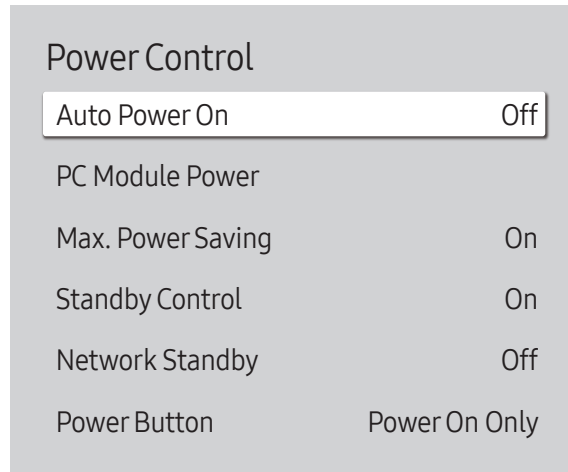 Power Control
Auto Power On Off
PC Module Power
Max. Power Saving On
Standby Control On
Network Standby Off
Power Button Power On Only